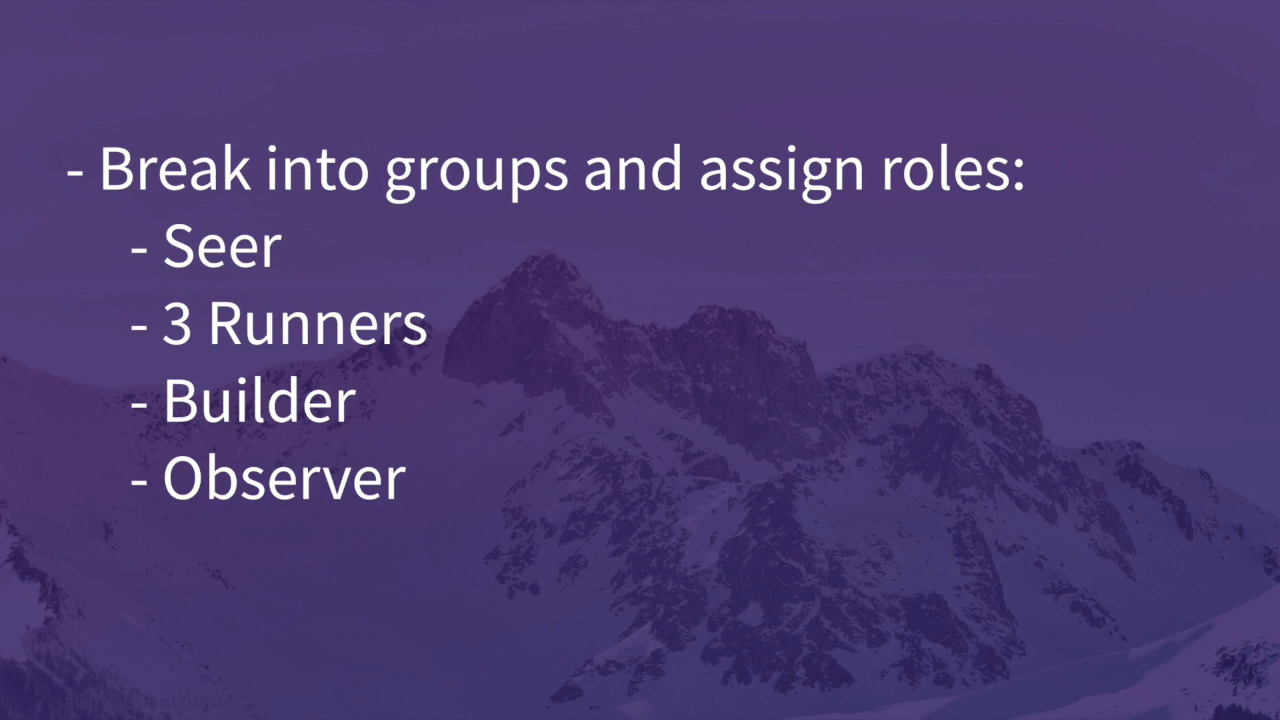 - Break into groups and assign roles:
- Seer
- 3 Runners
- Builder
- Observer